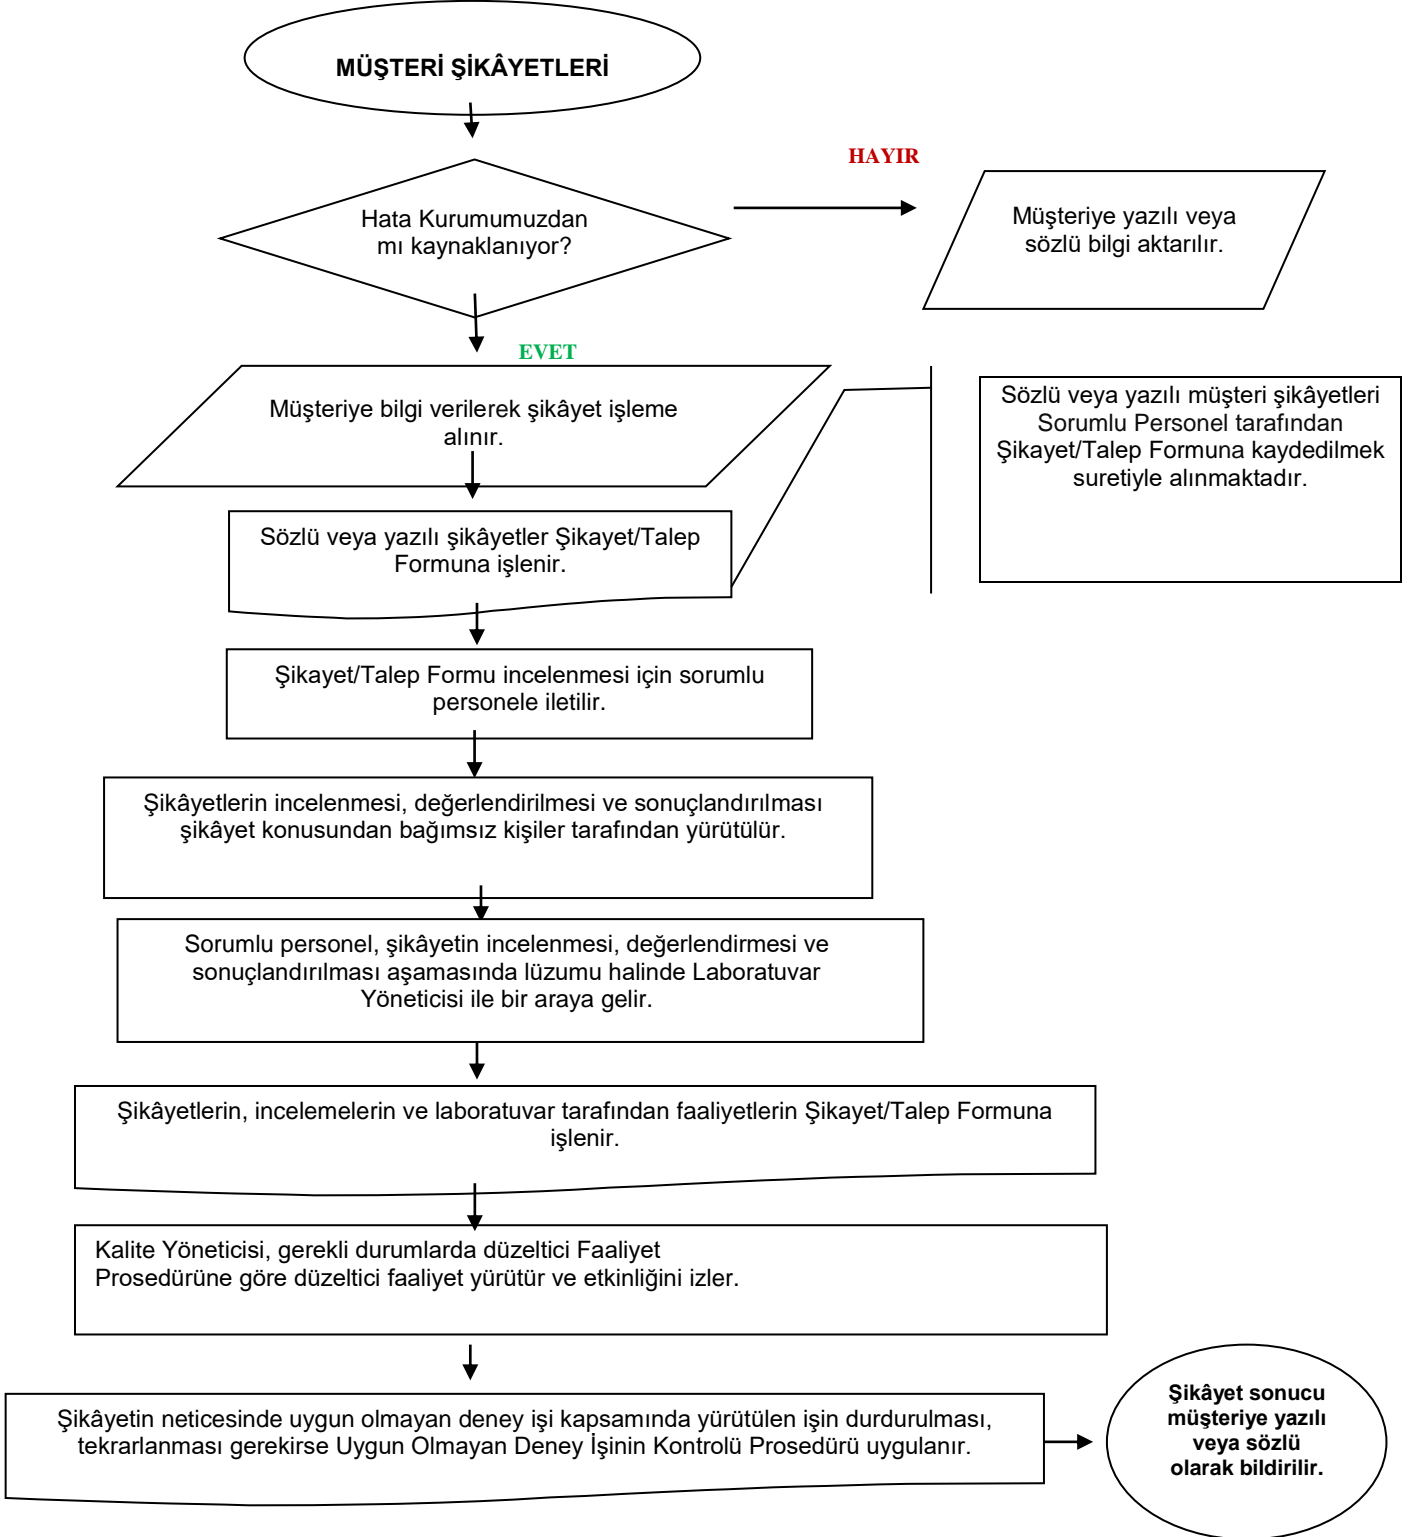 MÜŞTERİ ŞİKÂYETLERİ
HAYIR
Hata Kurumumuzdan
mı kaynaklanıyor?
Müşteriye yazılı veya
sözlü bilgi aktarılır.
EVET
Müşteriye bilgi verilerek şikâyet işleme
alınır.
Sözlü veya yazılı müşteri şikâyetleri
Sorumlu Personel tarafından
Şikayet/Talep Formuna kaydedilmek
suretiyle alınmaktadır.
Sözlü veya yazılı şikâyetler Şikayet/Talep
Formuna işlenir.
Şikayet/Talep Formu incelenmesi için sorumlu
personele iletilir.
Şikâyetlerin incelenmesi, değerlendirilmesi ve sonuçlandırılması
şikâyet konusundan bağımsız kişiler tarafından yürütülür.
Sorumlu personel, şikâyetin incelenmesi, değerlendirmesi ve
sonuçlandırılması aşamasında lüzumu halinde Laboratuvar
Yöneticisi ile bir araya gelir.
Şikâyetlerin, incelemelerin ve laboratuvar tarafından faaliyetlerin Şikayet/Talep Formuna
işlenir.
Kalite Yöneticisi, gerekli durumlarda düzeltici Faaliyet
Prosedürüne göre düzeltici faaliyet yürütür ve etkinliğini izler.
Şikâyetin neticesinde uygun olmayan deney işi kapsamında yürütülen işin durdurulması,
tekrarlanması gerekirse Uygun Olmayan Deney İşinin Kontrolü Prosedürü uygulanır.
Şikâyet sonucu
müşteriye yazılı
veya sözlü
olarak bildirilir.